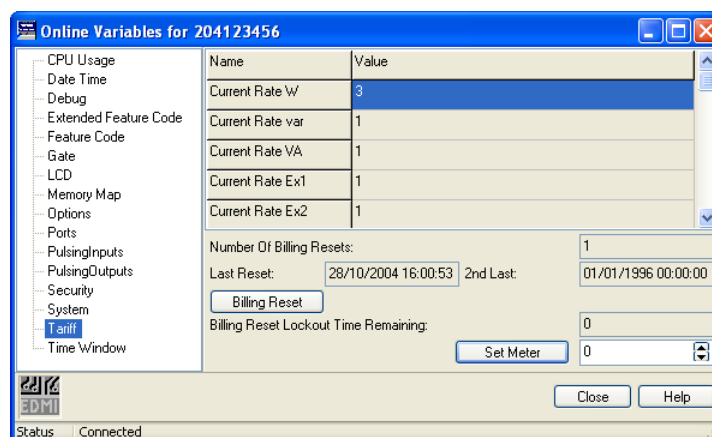 Online Variables for 204123456
CPU Usage
Date Time
Debug
Extended Feature Code
Feature Code
Gate
LCD
Memory Map
Options
Ports
PulsingInputs
PulsingOutputs
Security
System
Tariff
Time Window
Name Value
Current Rate W 3
Current Rate var 1
Current Rate VA 1
Current Rate Ex1 1
Current Rate Ex2 1
Number Of Billing Resets: 1
Last Reset: 28/10/2004 16:00:53 2nd Last: 01/01/1996 00:00:00
Billing Reset
Billing Reset Lockout Time Remaining: 0
Set Meter 0
EDMI
Close Help
Status Connected